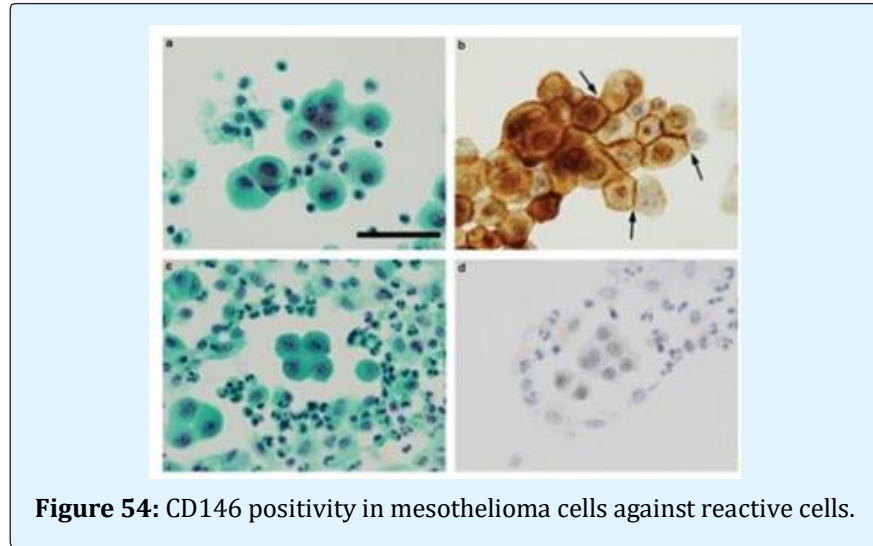 a
b
c
d
Figure 54: CD146 positivity in mesothelioma cells against reactive cells.